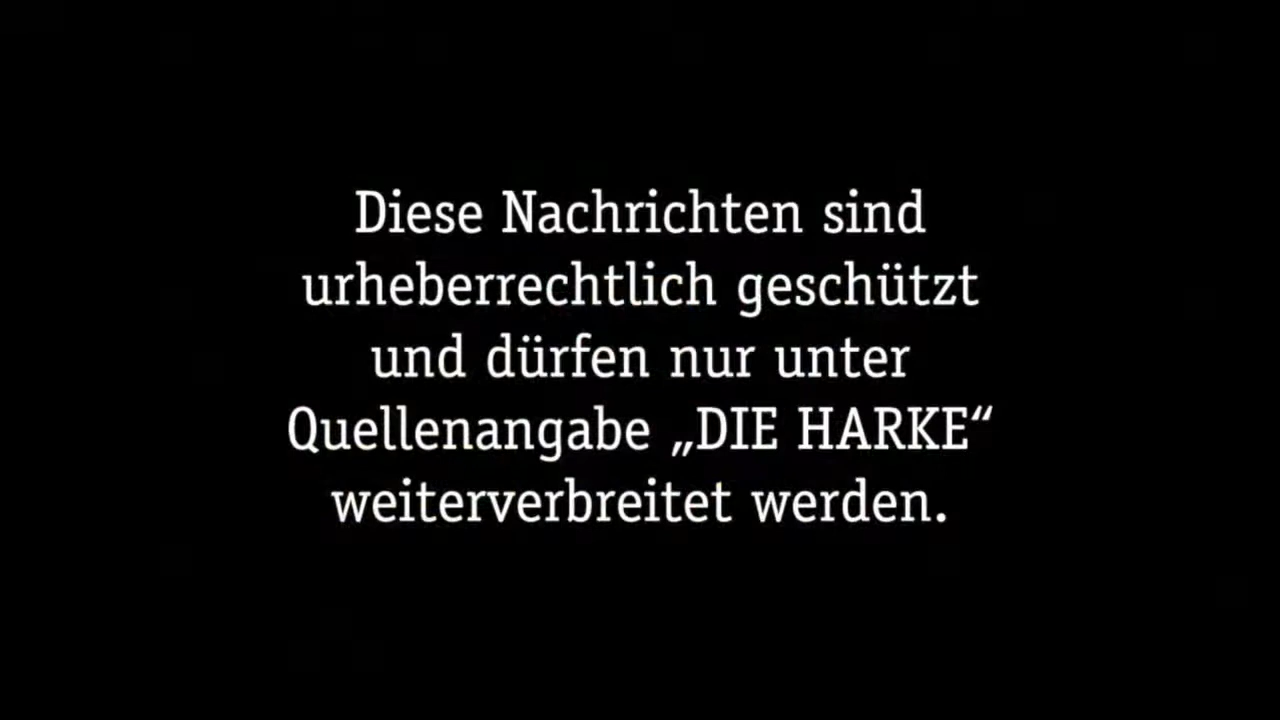 Diese Nachrichten sind
urheberrechtlich geschützt
und dürfen nur unter
Quellenangabe „DIE HARKE“
weiterverbreitet werden.